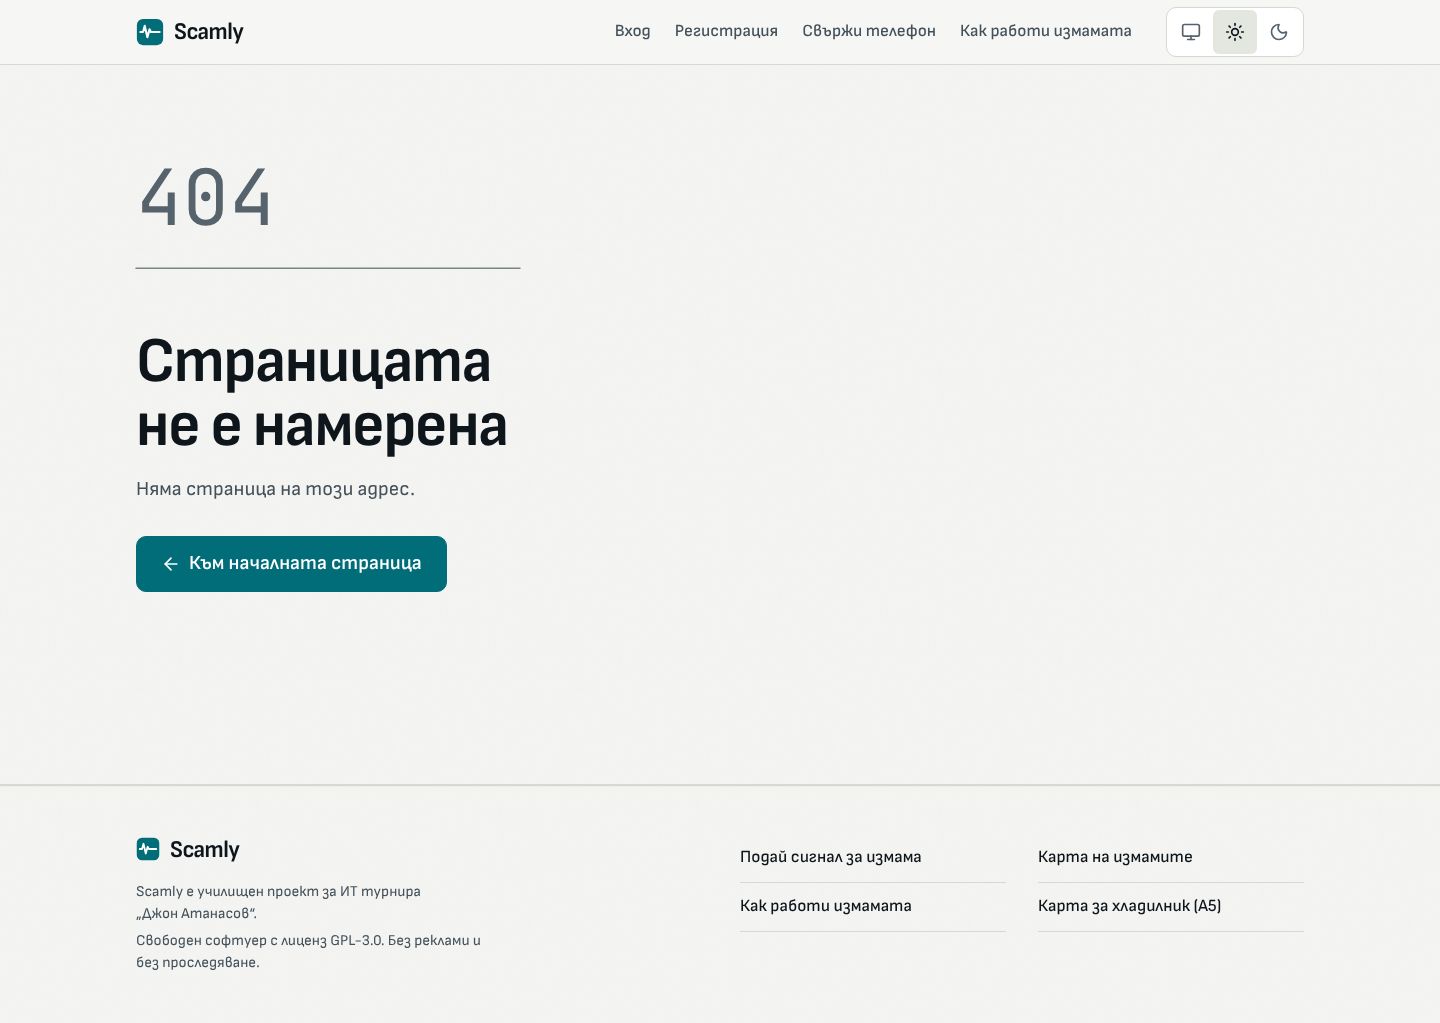 Scamly
Вход
Регистрация
Свържи телефон
Как работи измамата
404
Страницата
не е намерена
Няма страница на този адрес.
Към началната страница
Scamly
Scamly е училищен проект за ИТ турнира
„Джон Атанасов“.
Свободен софтуер с лиценз GPL-3.0. Без реклами и
без проследяване.
Подай сигнал за измама
Карта на измамите
Как работи измамата
Карта за хладилник (А5)